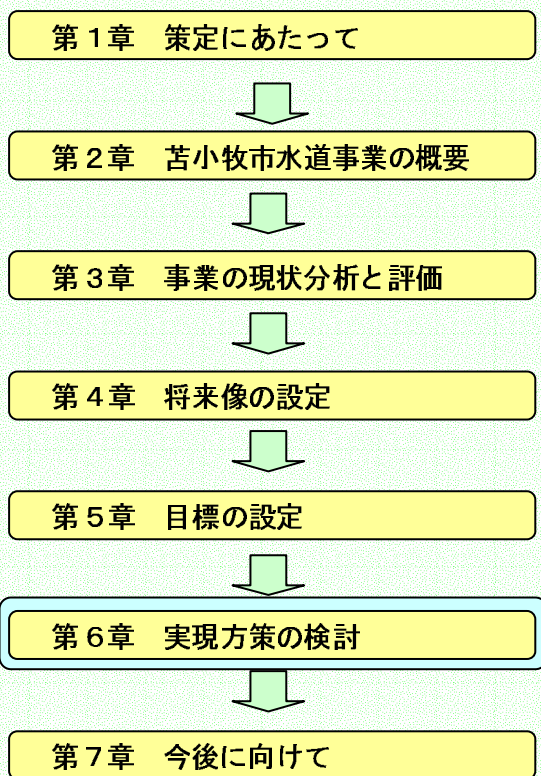 第１章　策定にあたって
第２章　苫小牧市水道事業の概要
第３章　事業の現状分析と評価
第４章　将来像の設定
第５章　目標の設定
第６章　実現方策の検討
第７章　今後に向けて